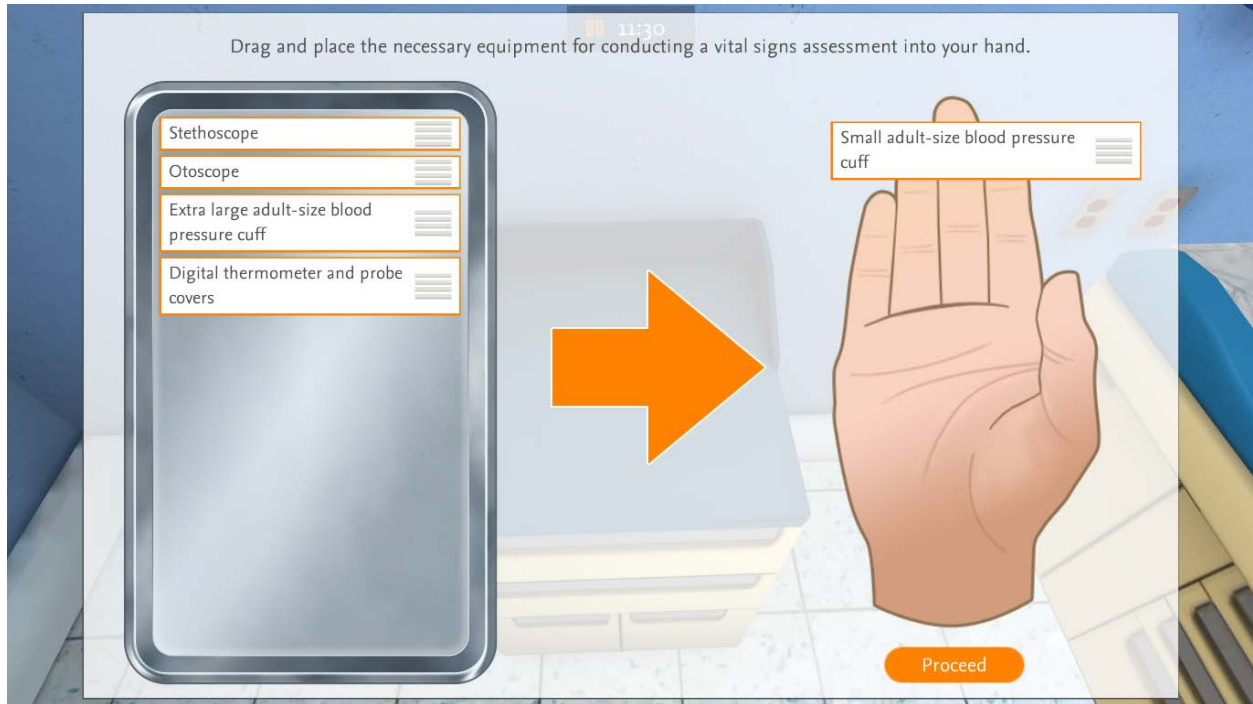 11:30
Drag and place the necessary equipment for conducting a vital signs assessment into your hand.
Stethoscope
Otoscope
Extra large adult-size blood
pressure cuff
Digital thermometer and probe
covers
Small adult-size blood pressure
cuff
Proceed